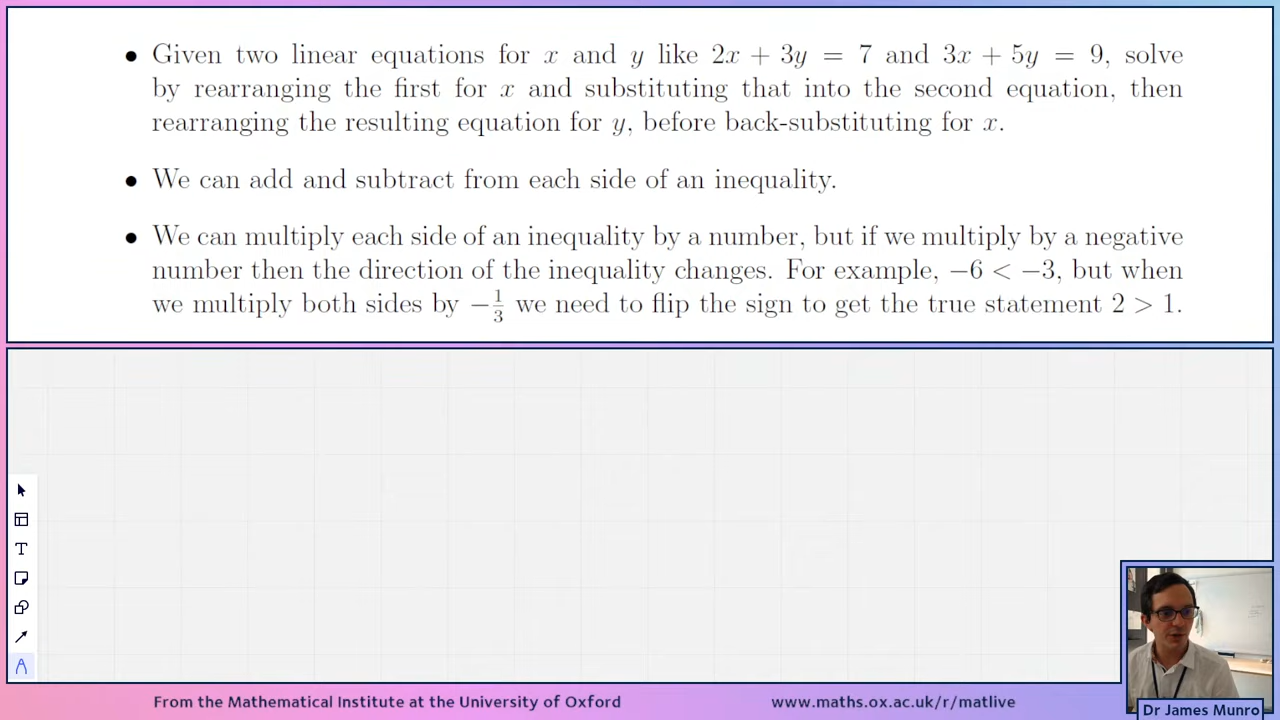 • Given two linear equations for x and y like 2x + 3y = 7 and 3x + 5y = 9, solve
by rearranging the first for x and substituting that into the second equation, then
rearranging the resulting equation for y, before back-substituting for x.
• We can add and subtract from each side of an inequality.
• We can multiply each side of an inequality by a number, but if we multiply by a negative
number then the direction of the inequality changes. For example, −6 < −3, but when
we multiply both sides by −1/3 we need to flip the sign to get the true statement 2 > 1.
T
From the Mathematical Institute at the University of Oxford
www.maths.ox.ac.uk/r/matlive
Dr James Munro